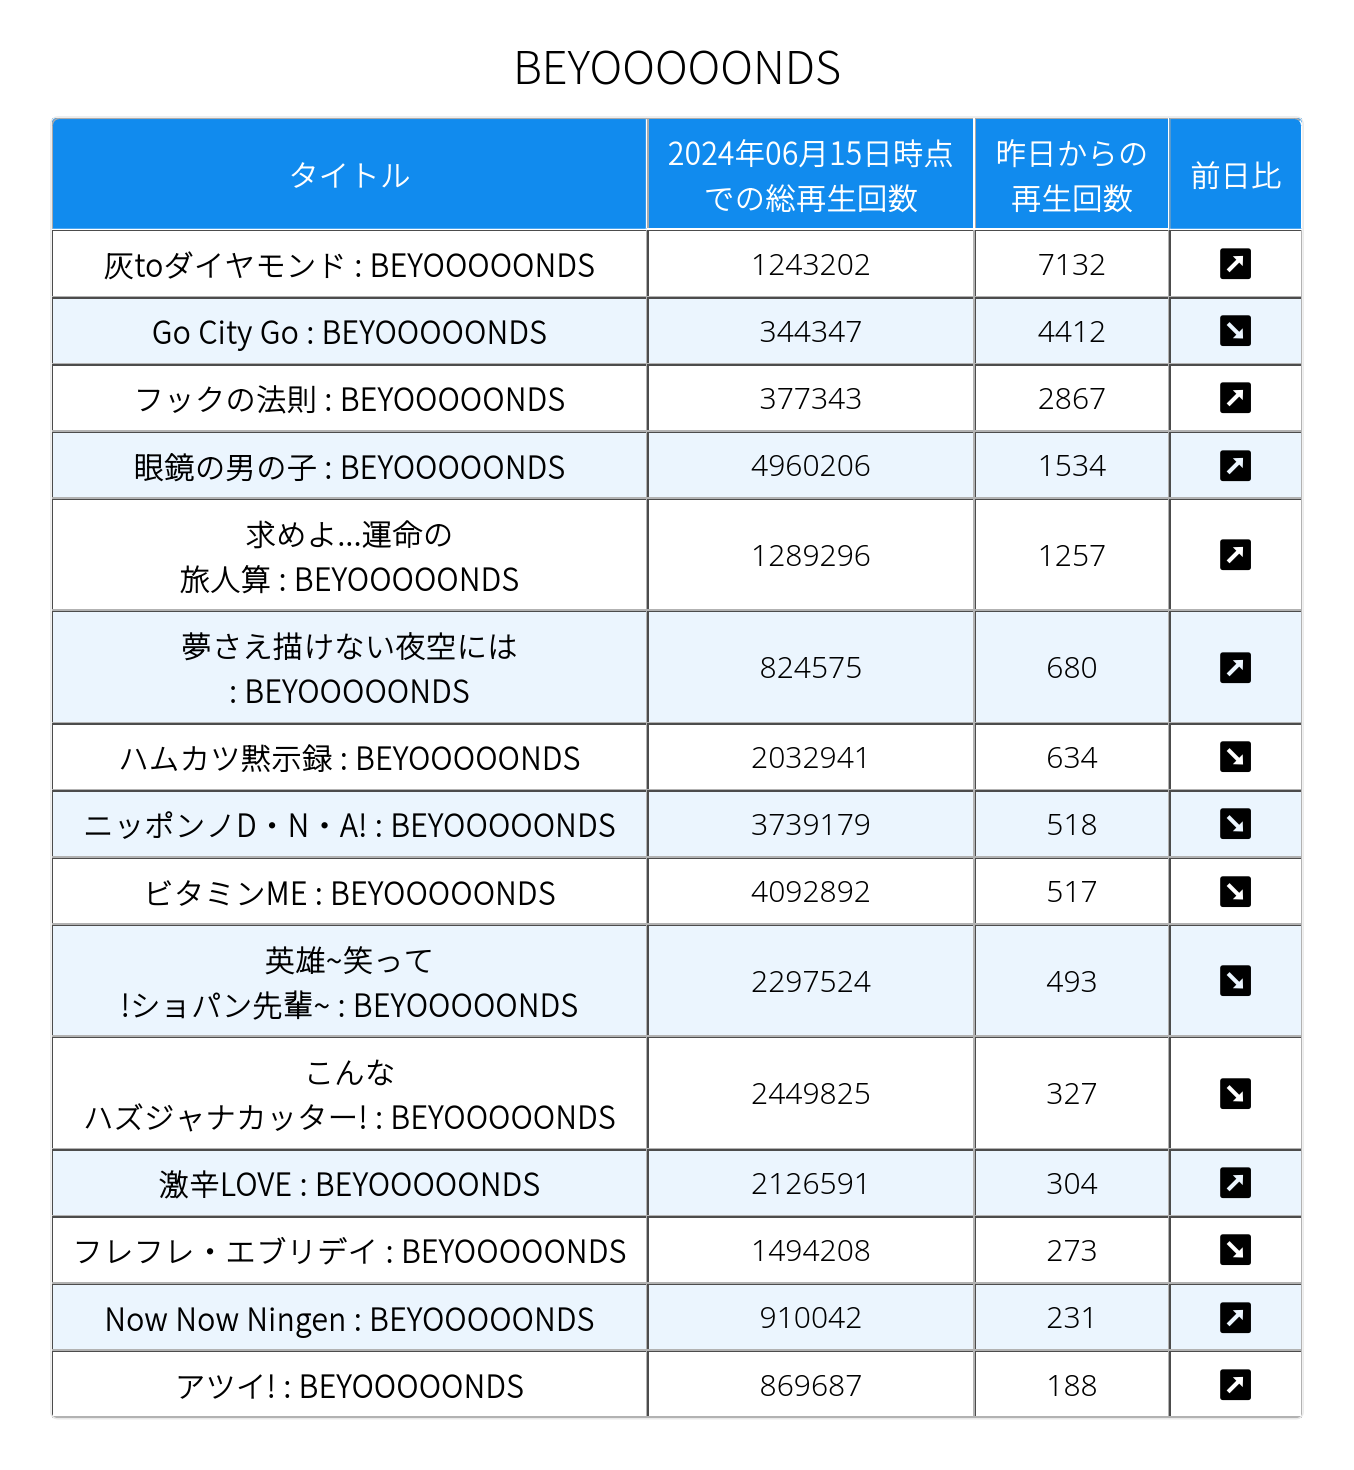 BEYOOOOONDS
タイトル
2024年06月15日時点
での総再生回数
昨日からの
再生回数
前日比
灰toダイヤモンド : BEYOOOOONDS
1243202
7132
Go City Go : BEYOOOOONDS
344347
4412
フックの法則 : BEYOOOOONDS
377343
2867
眼鏡の男の子 : BEYOOOOONDS
4960206
1534
求めよ...運命の
旅人算 : BEYOOOOONDS
1289296
1257
夢さえ描けない夜空には
: BEYOOOOONDS
824575
680
ハムカツ黙示録 : BEYOOOOONDS
2032941
634
ニッポンノD・N・A! : BEYOOOOONDS
3739179
518
ビタミンME : BEYOOOOONDS
4092892
517
英雄~笑って
!ショパン先輩~ : BEYOOOOONDS
2297524
493
こんな
ハズジャナカッター! : BEYOOOOONDS
2449825
327
激辛LOVE : BEYOOOOONDS
2126591
304
フレフレ・エブリデイ : BEYOOOOONDS
1494208
273
Now Now Ningen : BEYOOOOONDS
910042
231
アツイ! : BEYOOOOONDS
869687
188